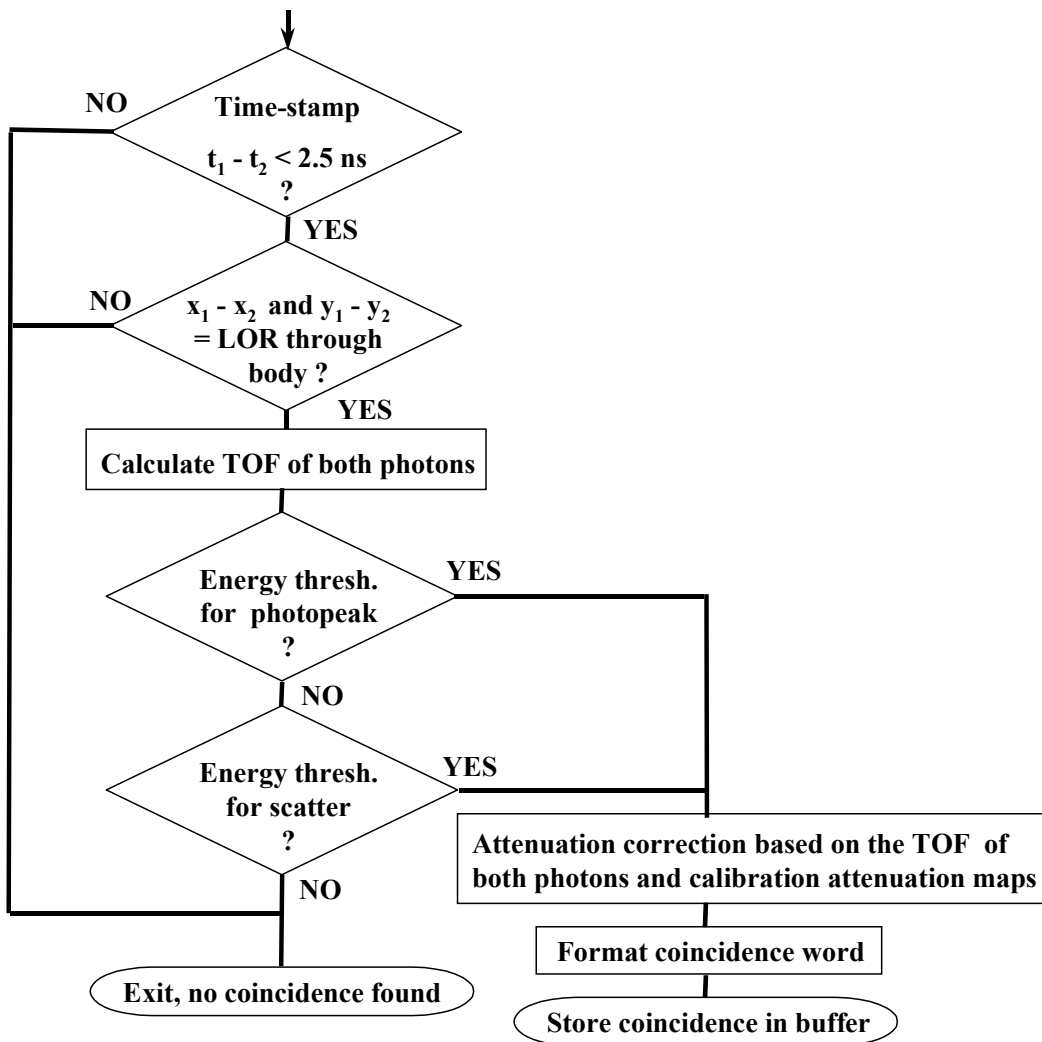 NO
Time-stamp
t₁ - t₂ < 2.5 ns
?
YES
NO
x₁ - x₂ and y₁ - y₂
= LOR through
body ?
YES
Calculate TOF of both photons
Energy thresh.
for photopeak
?
YES
NO
Energy thresh.
for scatter
?
YES
NO
Attenuation correction based on the TOF of
both photons and calibration attenuation maps
Format coincidence word
Exit, no coincidence found
Store coincidence in buffer